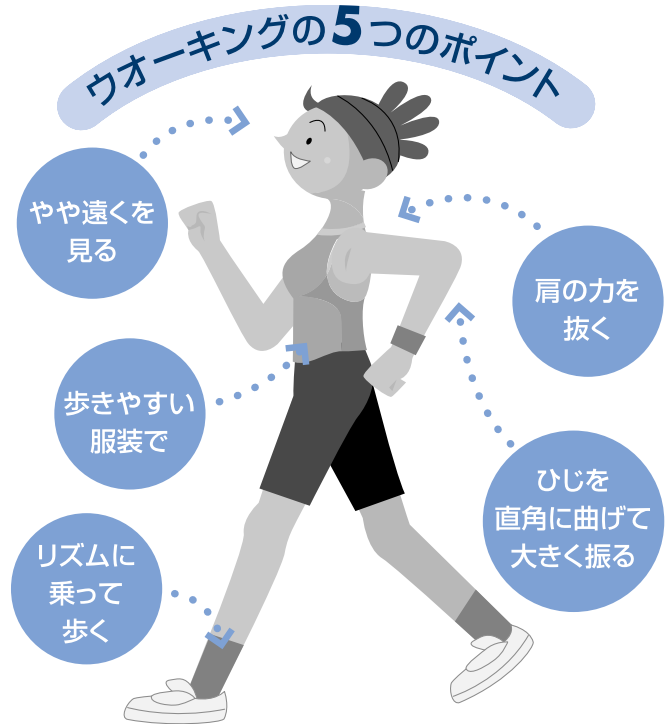 ウオーキングの5つのポイント
やや遠くを
見る
肩の力を
抜く
歩きやすい
服装で
ひじを
直角に曲げて
大きく振る
リズムに
乗って
歩く